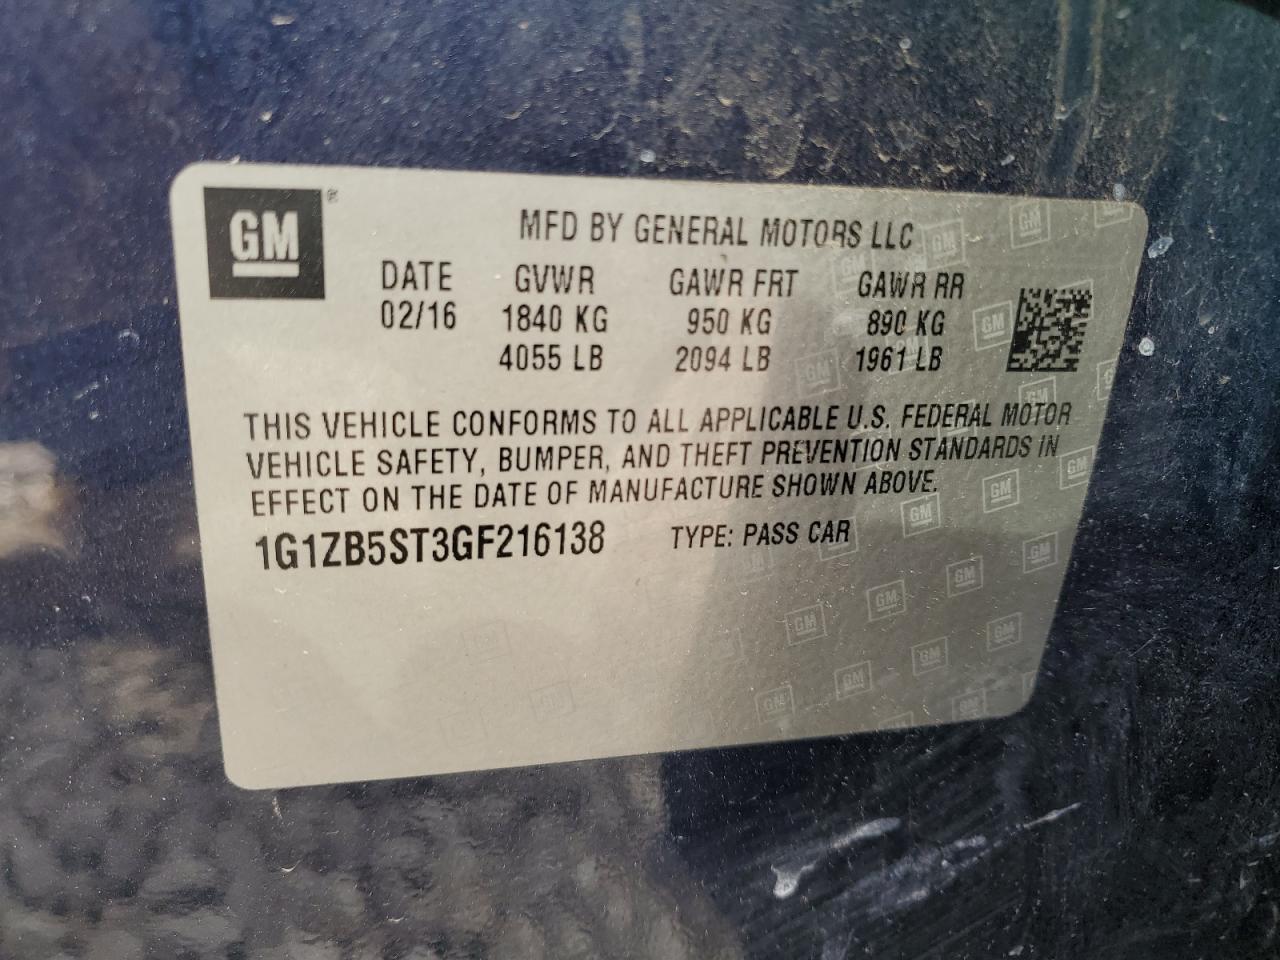 GM ®
MFD BY GENERAL MOTORS LLC
DATE GVWR GAWR FRT GAWR RR
02/16 1840 KG 950 KG 890 KG
4055 LB 2094 LB 1961 LB
THIS VEHICLE CONFORMS TO ALL APPLICABLE U.S. FEDERAL MOTOR
VEHICLE SAFETY, BUMPER, AND THEFT PREVENTION STANDARDS IN
EFFECT ON THE DATE OF MANUFACTURE SHOWN ABOVE.
1G1ZB5ST3GF216138 TYPE: PASS CAR